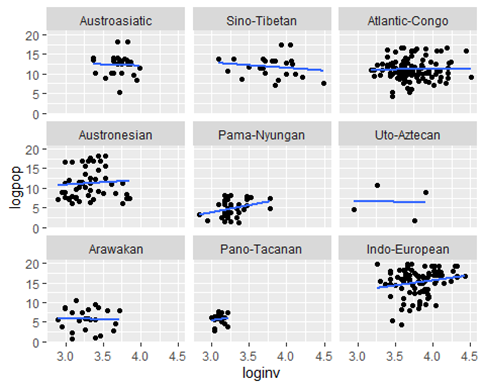 Austroasiatic Sino-Tibetan Atlantic-Congo
20
15
10
5
0
Austronesian Pama-Nyungan Uto-Aztecan
20
15
10
5
0
logpop
Arawakan Pano-Tacanan Indo-European
20
15
10
5
0
3.0 3.5 4.0 4.5 3.0 3.5 4.0 4.5 3.0 3.5 4.0 4.5
loginv